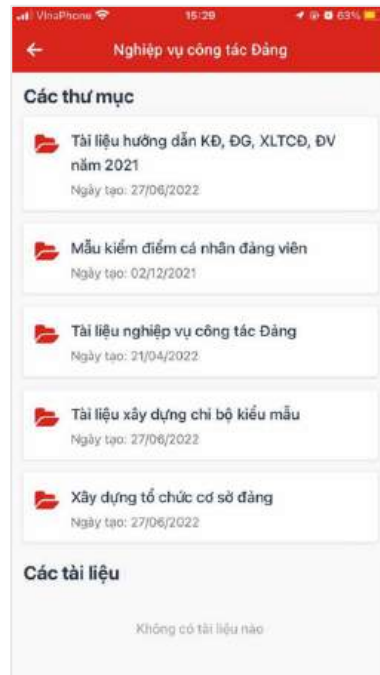 VinaPhone 15:29 63%
Nghiệp vụ công tác Đảng
Các thư mục
Tài liệu hướng dẫn KĐ, ĐG, XLTCĐ, ĐV
năm 2021
Ngày tạo: 27/06/2022
Mẫu kiểm điểm cá nhân đảng viên
Ngày tạo: 02/12/2021
Tài liệu nghiệp vụ công tác Đảng
Ngày tạo: 21/04/2022
Tài liệu xây dựng chi bộ kiểu mẫu
Ngày tạo: 27/06/2022
Xây dựng tổ chức cơ sở đảng
Ngày tạo: 27/06/2022
Các tài liệu
Không có tài liệu nào